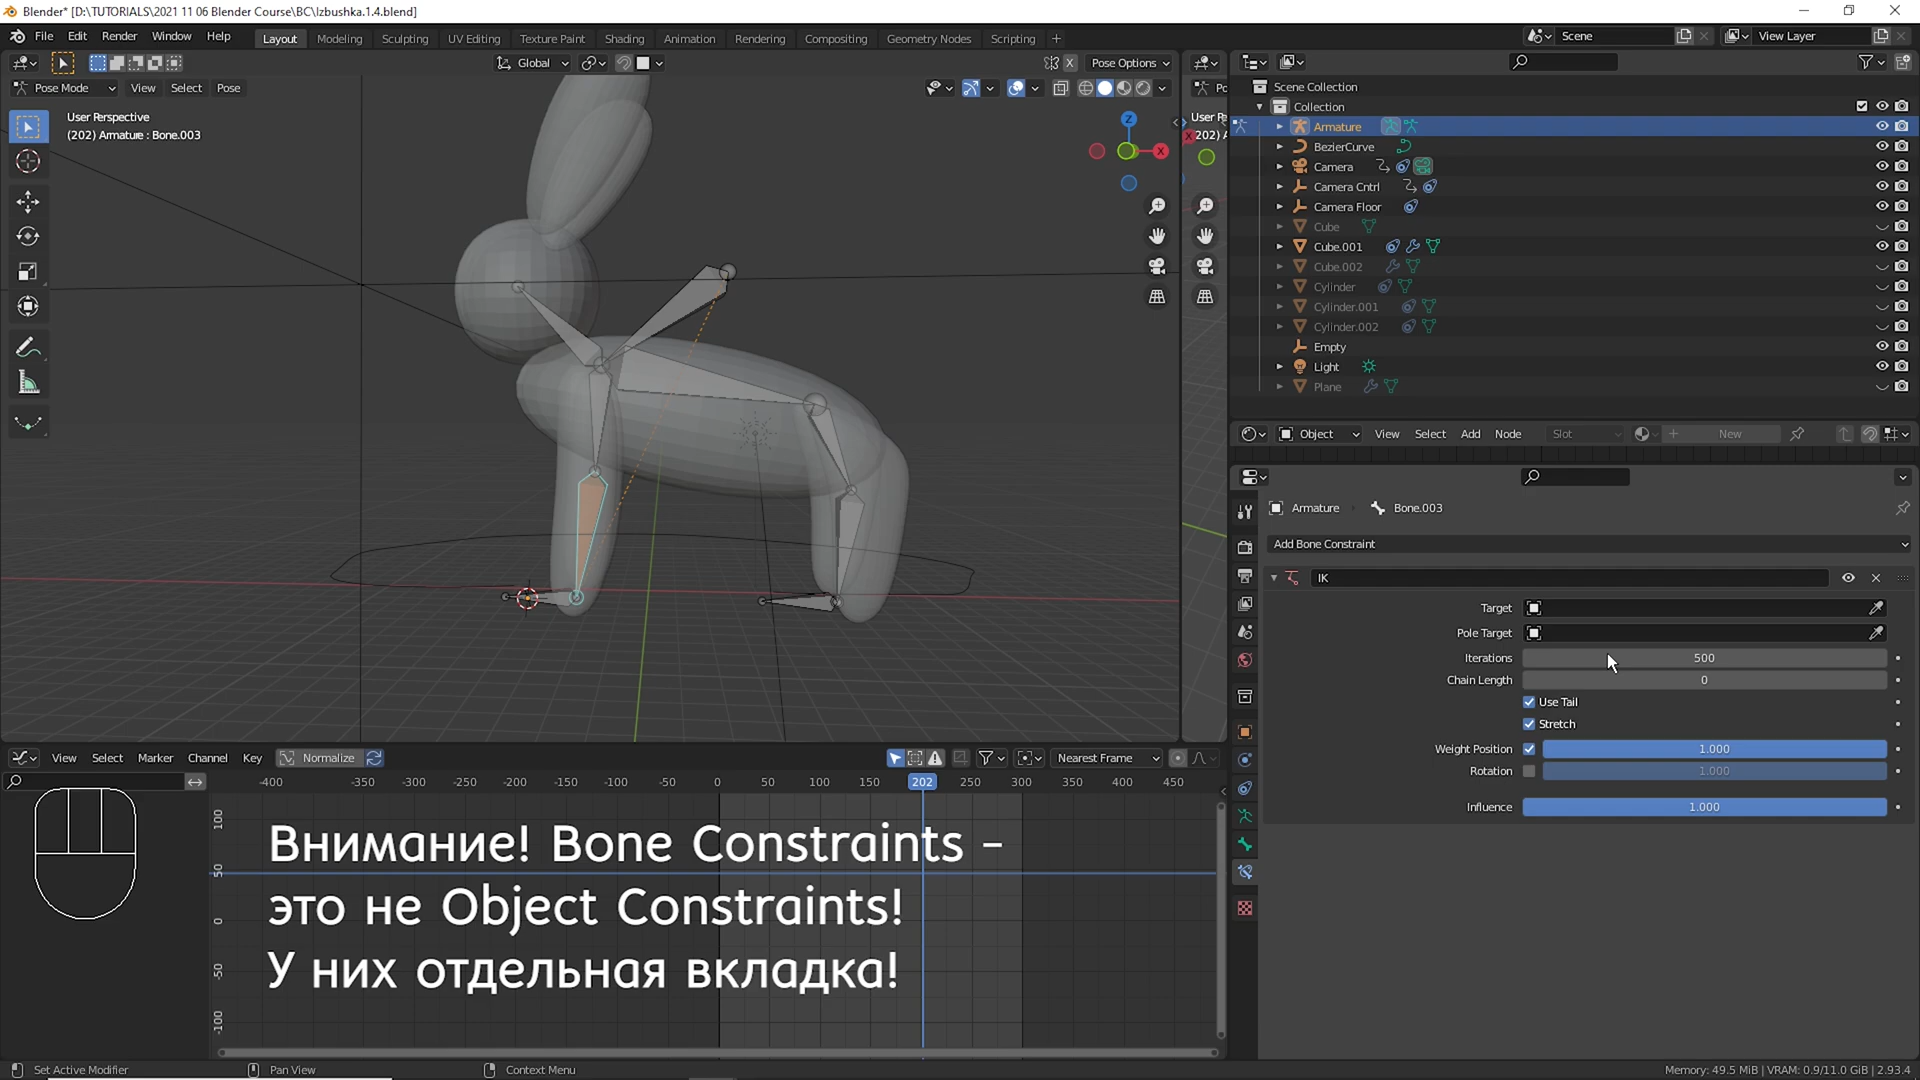 Blender* [D:\TUTORIALS\2021 11 06 Blender Course\BC\Izbushka.1.4.blend]
File Edit Render Window Help Layout Modeling Sculpting UV Editing Texture Paint Shading Animation Rendering Compositing Geometry Nodes Scripting + Scene View Layer
Global X Pose Options
Pose Mode View Select Pose
User Perspective
(202) Armature : Bone.003
Z
X
Scene Collection
Collection
Armature
BezierCurve
Camera
Camera Cntrl
Camera Floor
Cube
Cube.001
Cube.002
Cylinder
Cylinder.001
Cylinder.002
Empty
Light
Plane
Object View Select Add Node Slot New
Armature Bone.003
Add Bone Constraint
IK
Target
Pole Target
Iterations 500
Chain Length 0
Use Tail
Stretch
Weight Position 1.000
Rotation 1.000
Influence 1.000
View Select Marker Channel Key Normalize Nearest Frame
-400 -350 -300 -250 -200 -150 -100 -50 0 50 100 150 202 250 300 350 400 450
100
50
0
-50
-100
Внимание! Bone Constraints -
это не Object Constraints!
У них отдельная вкладка!
Set Active Modifier Pan View Context Menu Memory: 49.5 MiB | VRAM: 0.9/11.0 GiB | 2.93.4